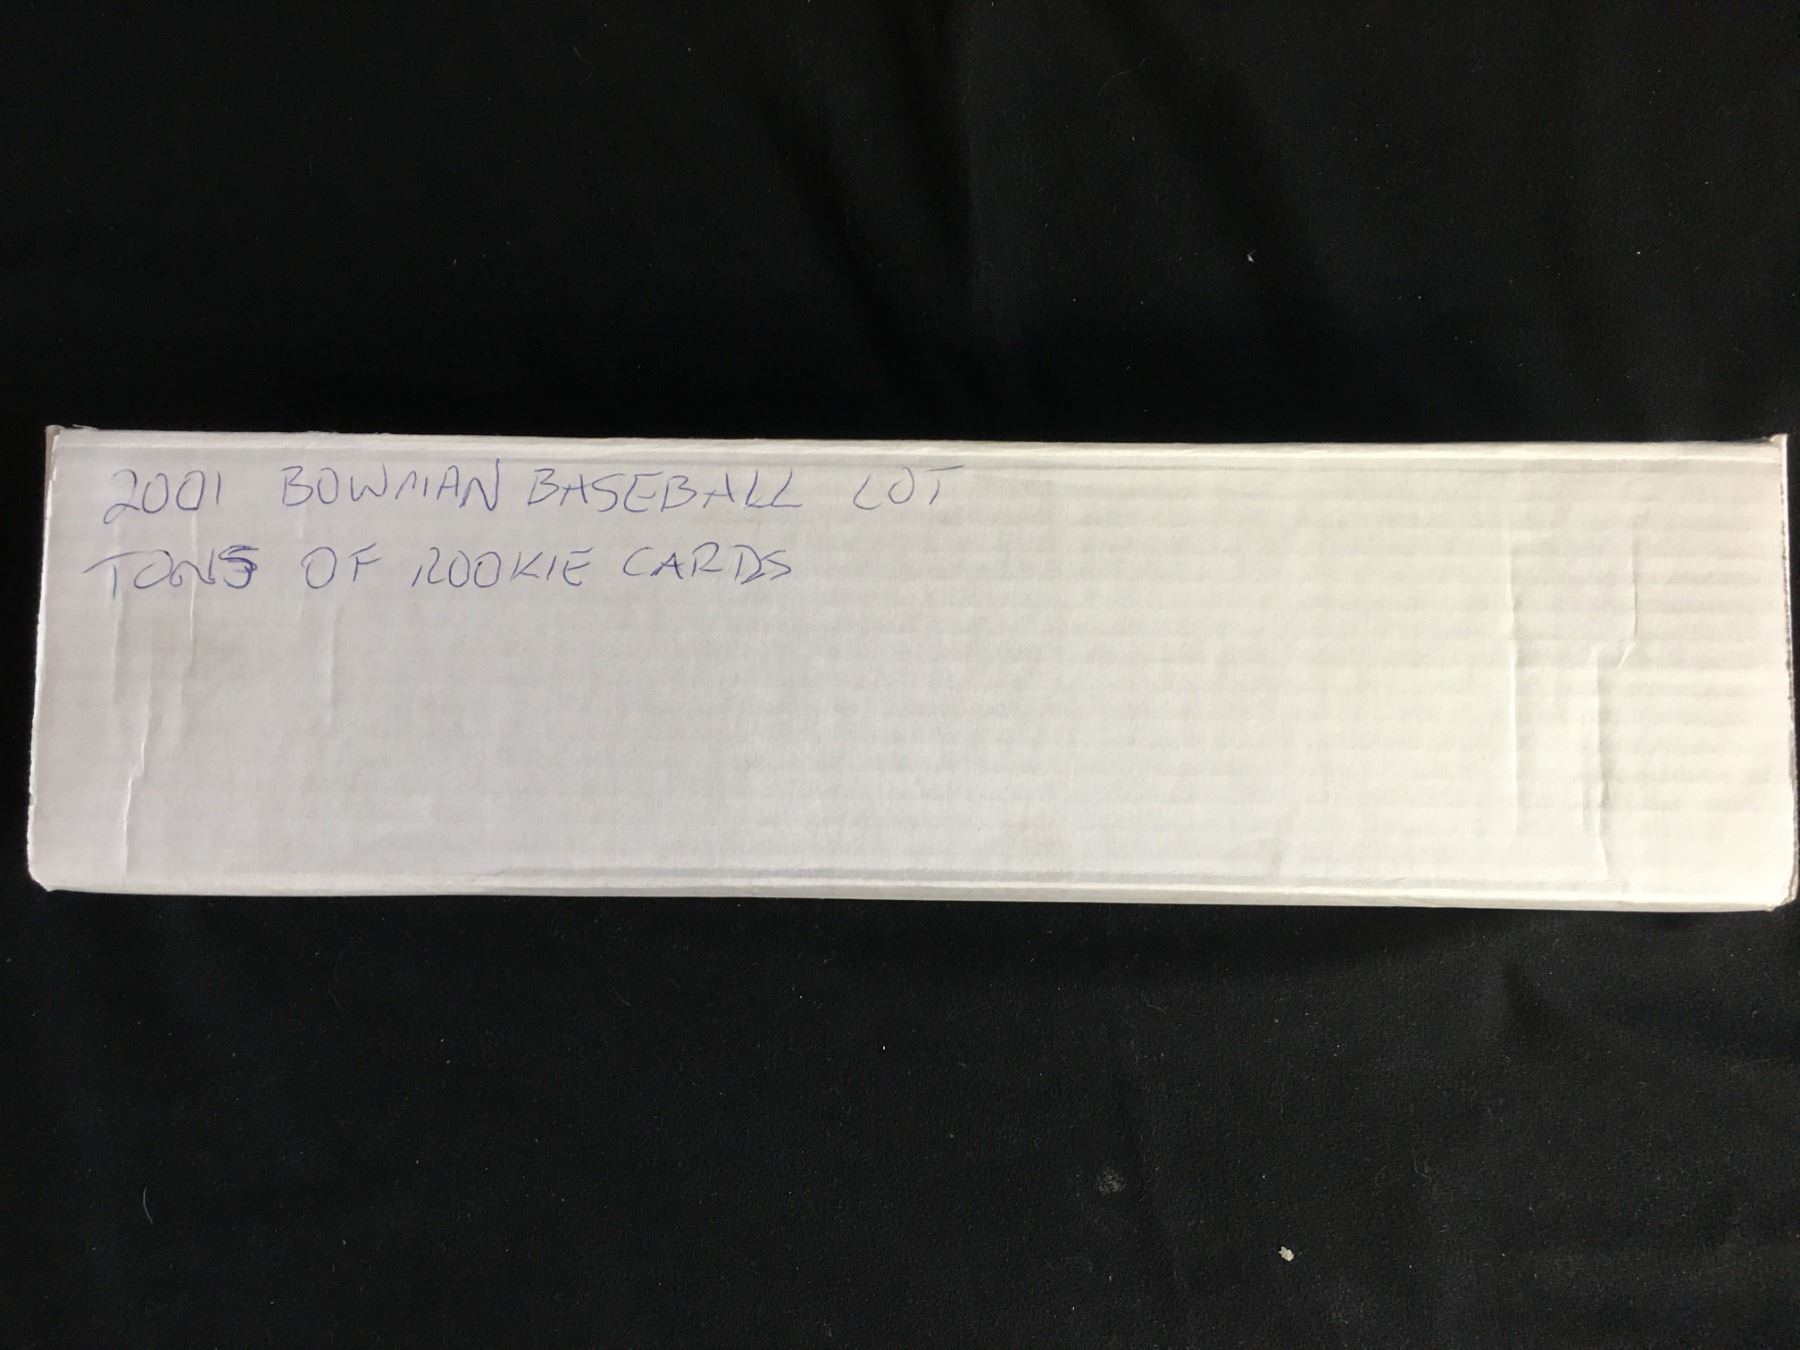 2001 BOWMAN BASEBALL LOT
TONS OF ROOKIE CARDS